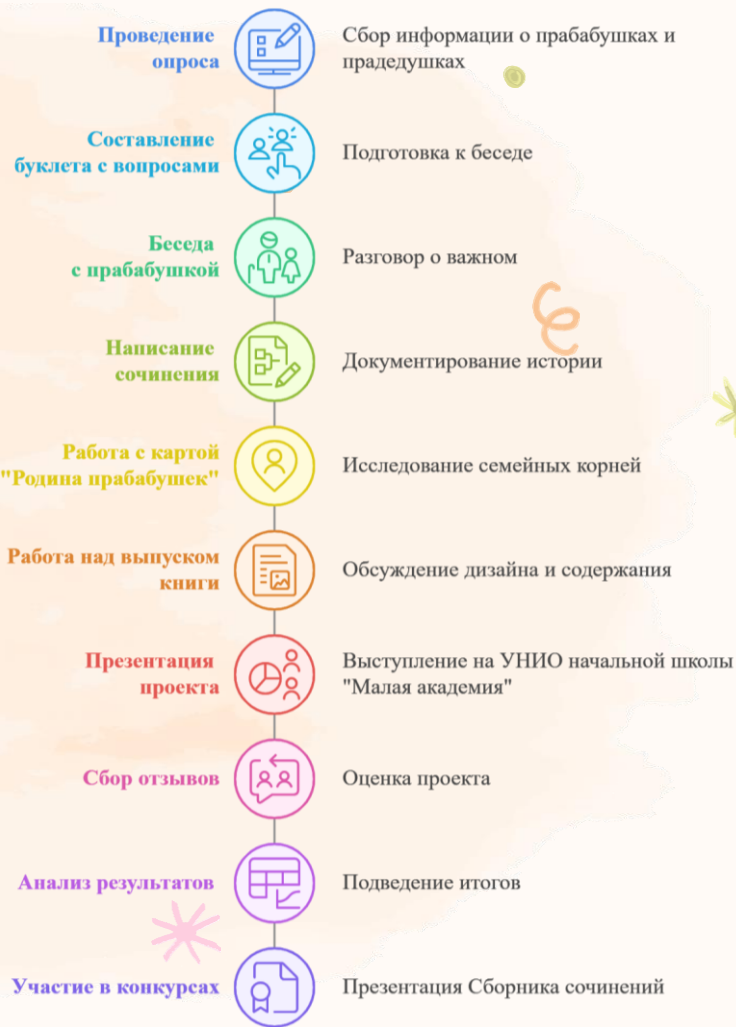 Проведение
опроса
Сбор информации о прабабушках и
прадедушках
Составление
буклета с вопросами
Подготовка к беседе
Беседа
с прабабушкой
Разговор о важном
Написание
сочинения
Документирование истории
Работа с картой
"Родина прабабушек"
Исследование семейных корней
Работа над выпуском
книги
Обсуждение дизайна и содержания
Презентация
проекта
Выступление на УНИО начальной школы
"Малая академия"
Сбор отзывов
Оценка проекта
Анализ результатов
Подведение итогов
Участие в конкурсах
Презентация Сборника сочинений